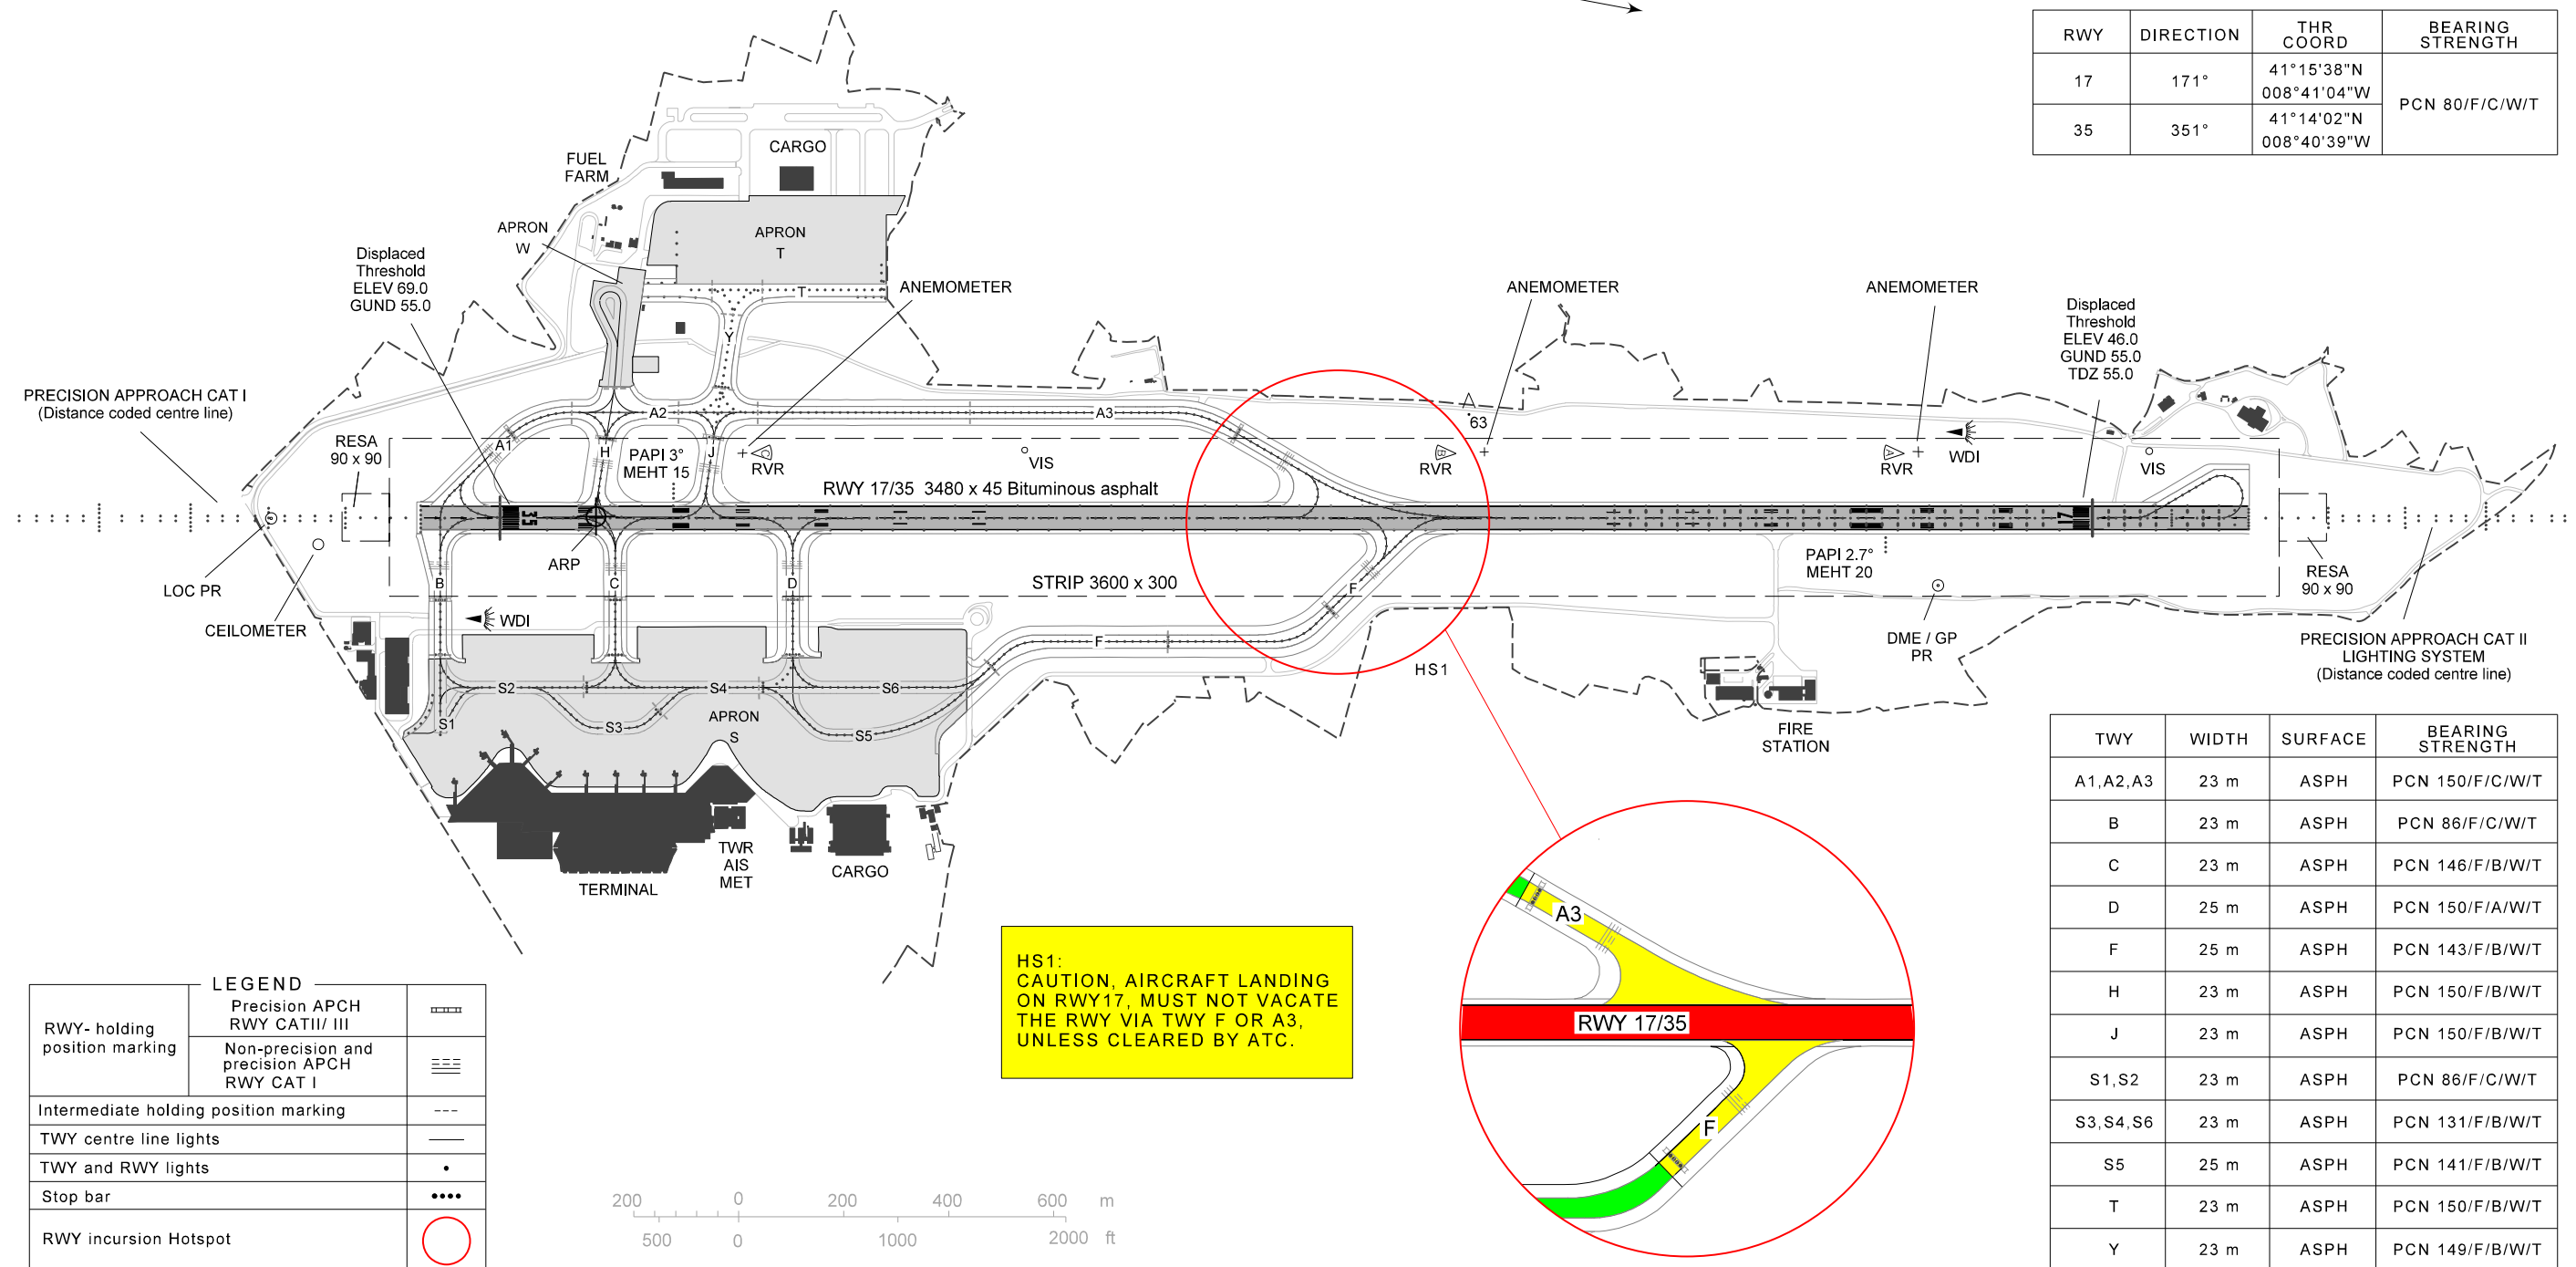 RWY DIRECTION THR COORD BEARING STRENGTH
17 171° 41°15'38"N 008°41'04"W PCN 80/F/C/W/T
35 351° 41°14'02"N 008°40'39"W
CARGO
FUEL
FARM
APRON
W
APRON
T
Displaced
Threshold
ELEV 69.0
GUND 55.0
T
ANEMOMETER
ANEMOMETER
ANEMOMETER
Displaced
Threshold
ELEV 46.0
GUND 55.0
TDZ 55.0
Y
PRECISION APPROACH CAT I
(Distance coded centre line)
RESA
90 x 90
A1
A2
A3
H
J
PAPI 3°
MEHT 15
C
RVR
VIS
63
B
RVR
A
RVR
WDI
VIS
RWY 17/35 3480 x 45 Bituminous asphalt
35
17
LOC PR
CEILOMETER
ARP
B
C
D
F
STRIP 3600 x 300
WDI
PAPI 2.7°
MEHT 20
DME / GP
PR
RESA
90 x 90
PRECISION APPROACH CAT II
LIGHTING SYSTEM
(Distance coded centre line)
F
HS1
S1
S2
S3
S4
S5
S6
APRON
S
FIRE
STATION
TERMINAL
TWR
AIS
MET
CARGO
TWY WIDTH SURFACE BEARING STRENGTH
A1,A2,A3 23 m ASPH PCN 150/F/C/W/T
B 23 m ASPH PCN 86/F/C/W/T
C 23 m ASPH PCN 146/F/B/W/T
D 25 m ASPH PCN 150/F/A/W/T
F 25 m ASPH PCN 143/F/B/W/T
H 23 m ASPH PCN 150/F/B/W/T
J 23 m ASPH PCN 150/F/B/W/T
S1,S2 23 m ASPH PCN 86/F/C/W/T
S3,S4,S6 23 m ASPH PCN 131/F/B/W/T
S5 25 m ASPH PCN 141/F/B/W/T
T 23 m ASPH PCN 150/F/B/W/T
Y 23 m ASPH PCN 149/F/B/W/T
HS1:
CAUTION, AIRCRAFT LANDING
ON RWY17, MUST NOT VACATE
THE RWY VIA TWY F OR A3,
UNLESS CLEARED BY ATC.
A3
RWY 17/35
F
LEGEND
RWY- holding
position marking
Precision APCH
RWY CATII/ III
Non-precision and
precision APCH
RWY CAT I
Intermediate holding position marking
TWY centre line lights
TWY and RWY lights
Stop bar
RWY incursion Hotspot
200 0 200 400 600 m
500 0 1000 2000 ft